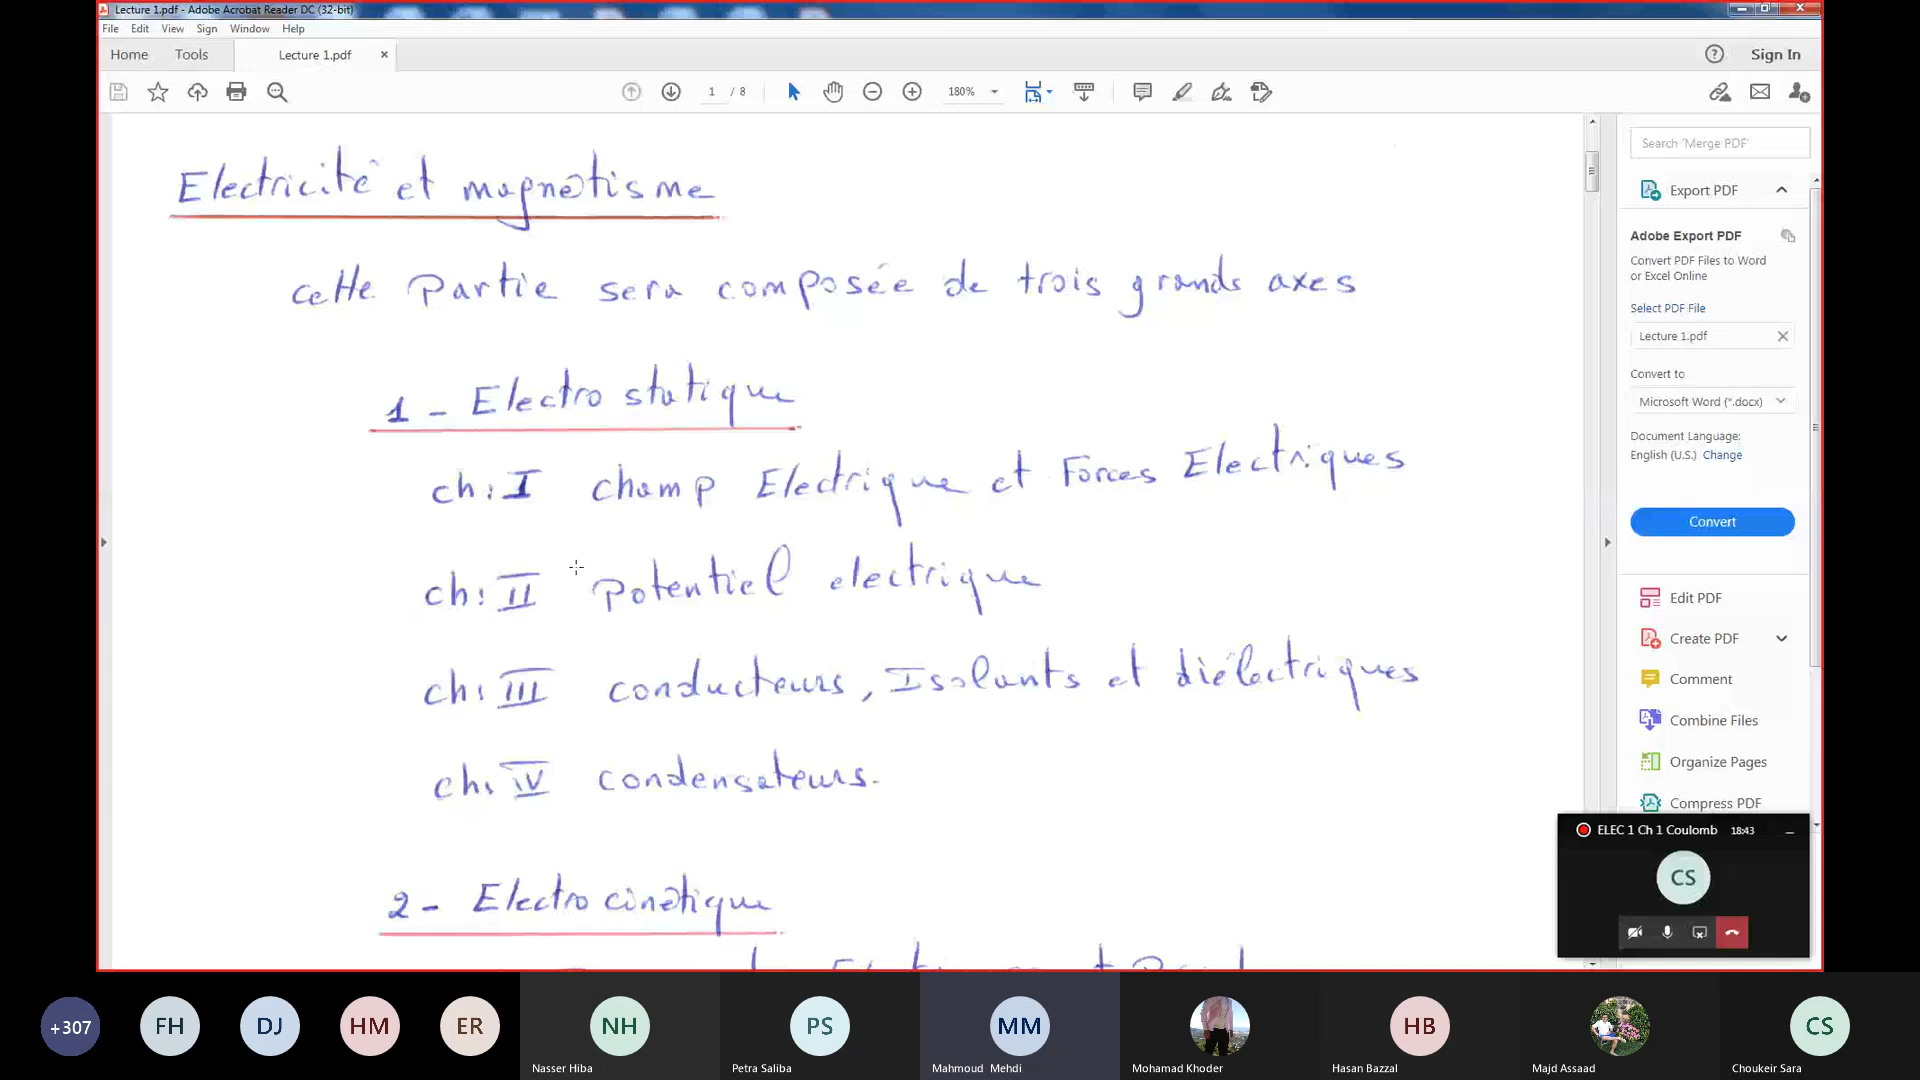 Lecture 1.pdf - Adobe Acrobat Reader DC (32-bit)
File Edit View Sign Window Help
Home Tools Lecture 1.pdf × Sign In
1 / 8 180%
Electricité et magnétisme
cette Partie sera composée de trois grands axes
1 - Electrostatique
ch: I champ Electrique et Forces Electriques
ch: II Potentiel electrique
ch: III conducteurs, Isolants et diélectriques
ch: IV condensateurs.
2 - Electrocinétique
Search 'Merge PDF'
Export PDF
Adobe Export PDF
Convert PDF Files to Word
or Excel Online
Select PDF File
Lecture 1.pdf
Convert to
Microsoft Word (*.docx)
Document Language:
English (U.S.) Change
Convert
Edit PDF
Create PDF
Comment
Combine Files
Organize Pages
Compress PDF
ELEC 1 Ch 1 Coulomb 18:43
CS
+307 FH DJ HM ER NH PS MM HB CS
Nasser Hiba Petra Saliba Mahmoud Mehdi Mohamad Khoder Hasan Bazzal Majd Assaad Choukeir Sara